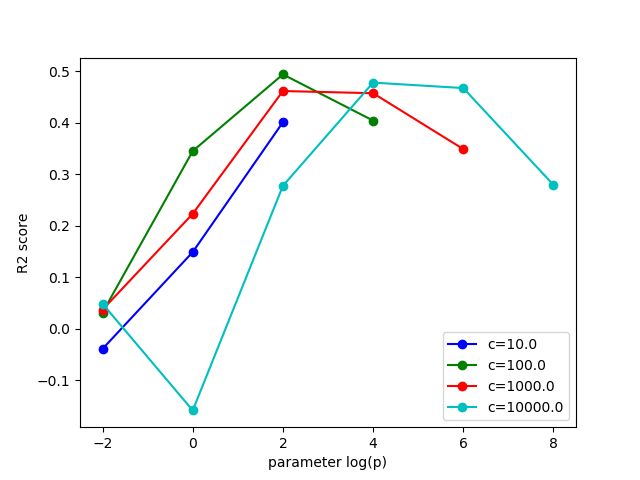 0.5
0.4
0.3
0.2
0.1
0.0
−0.1
R2 score
−2 0 2 4 6 8
parameter log(p)
c=10.0
c=100.0
c=1000.0
c=10000.0